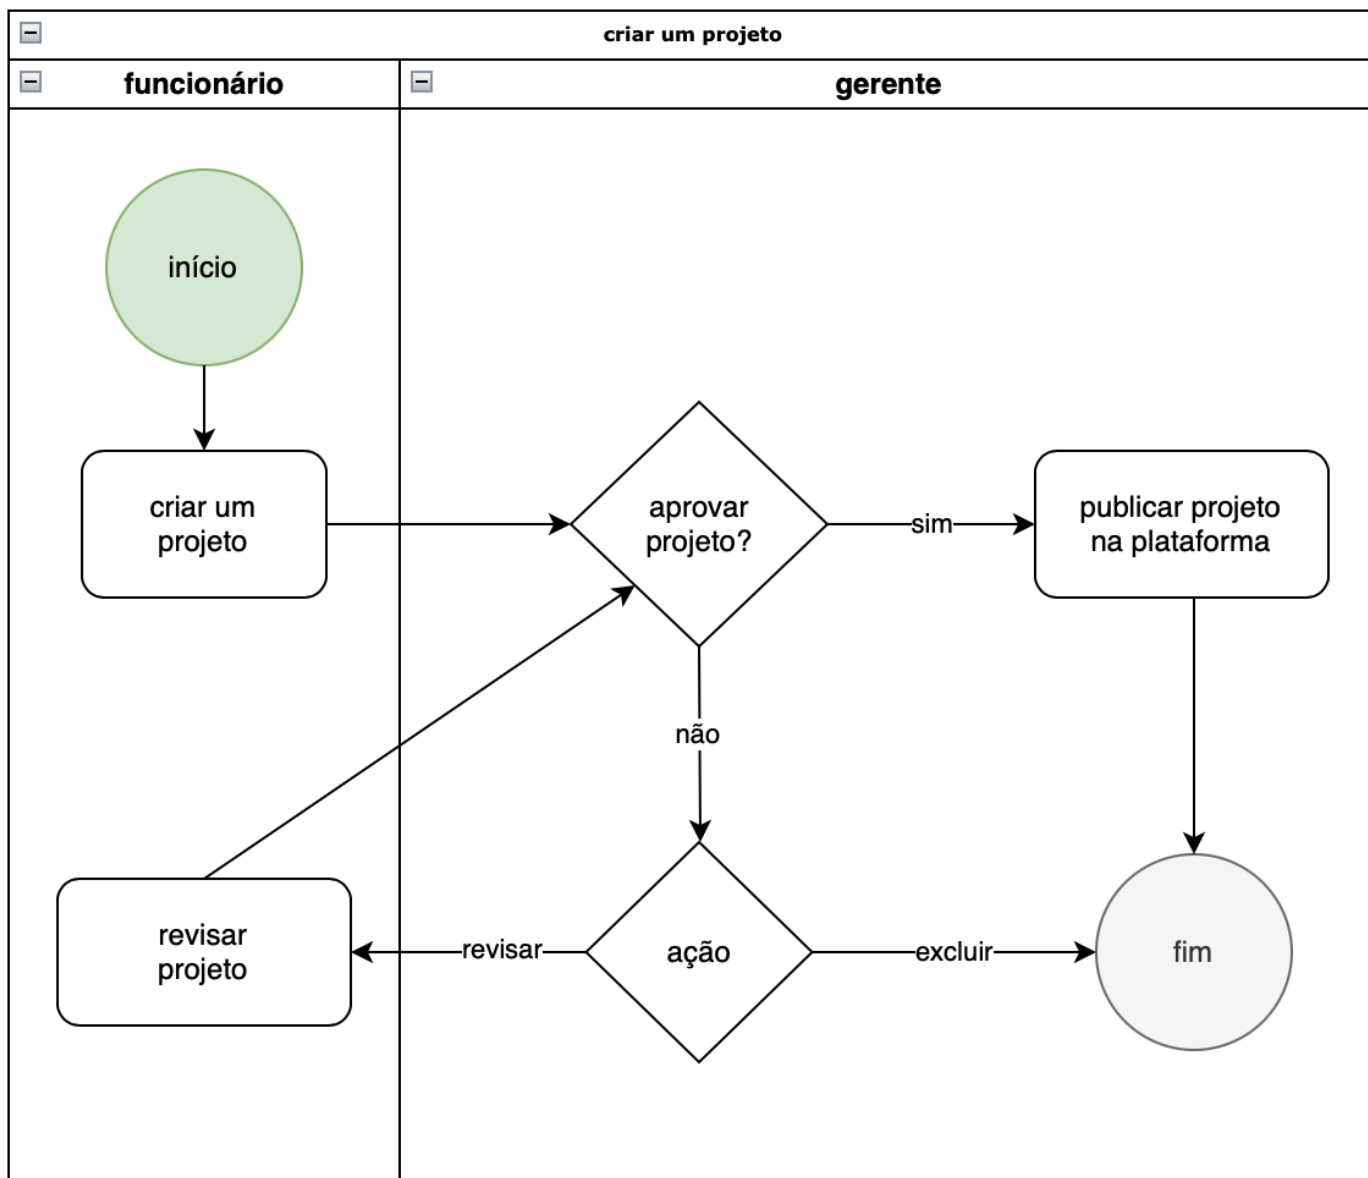 criar um projeto
funcionário
gerente
início
criar um
projeto
aprovar
projeto?
sim
publicar projeto
na plataforma
não
revisar
projeto
revisar
ação
excluir
fim